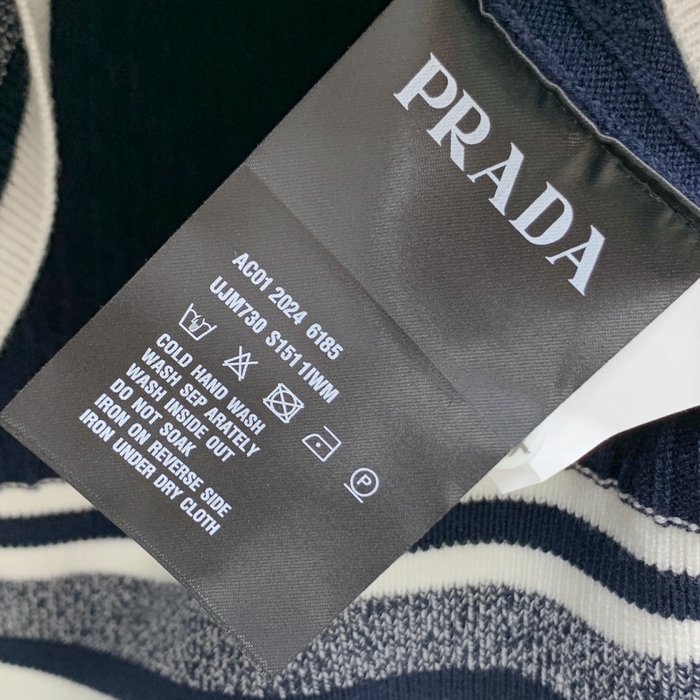 PRADA
AC01 2024 6185
UJM730 S151 1IWM
COLD HAND WASH
WASH SEP ARATELY
WASH INSIDE OUT
DO NOT SOAK
IRON ON REVERSE SIDE
IRON UNDER DRY CLOTH
P